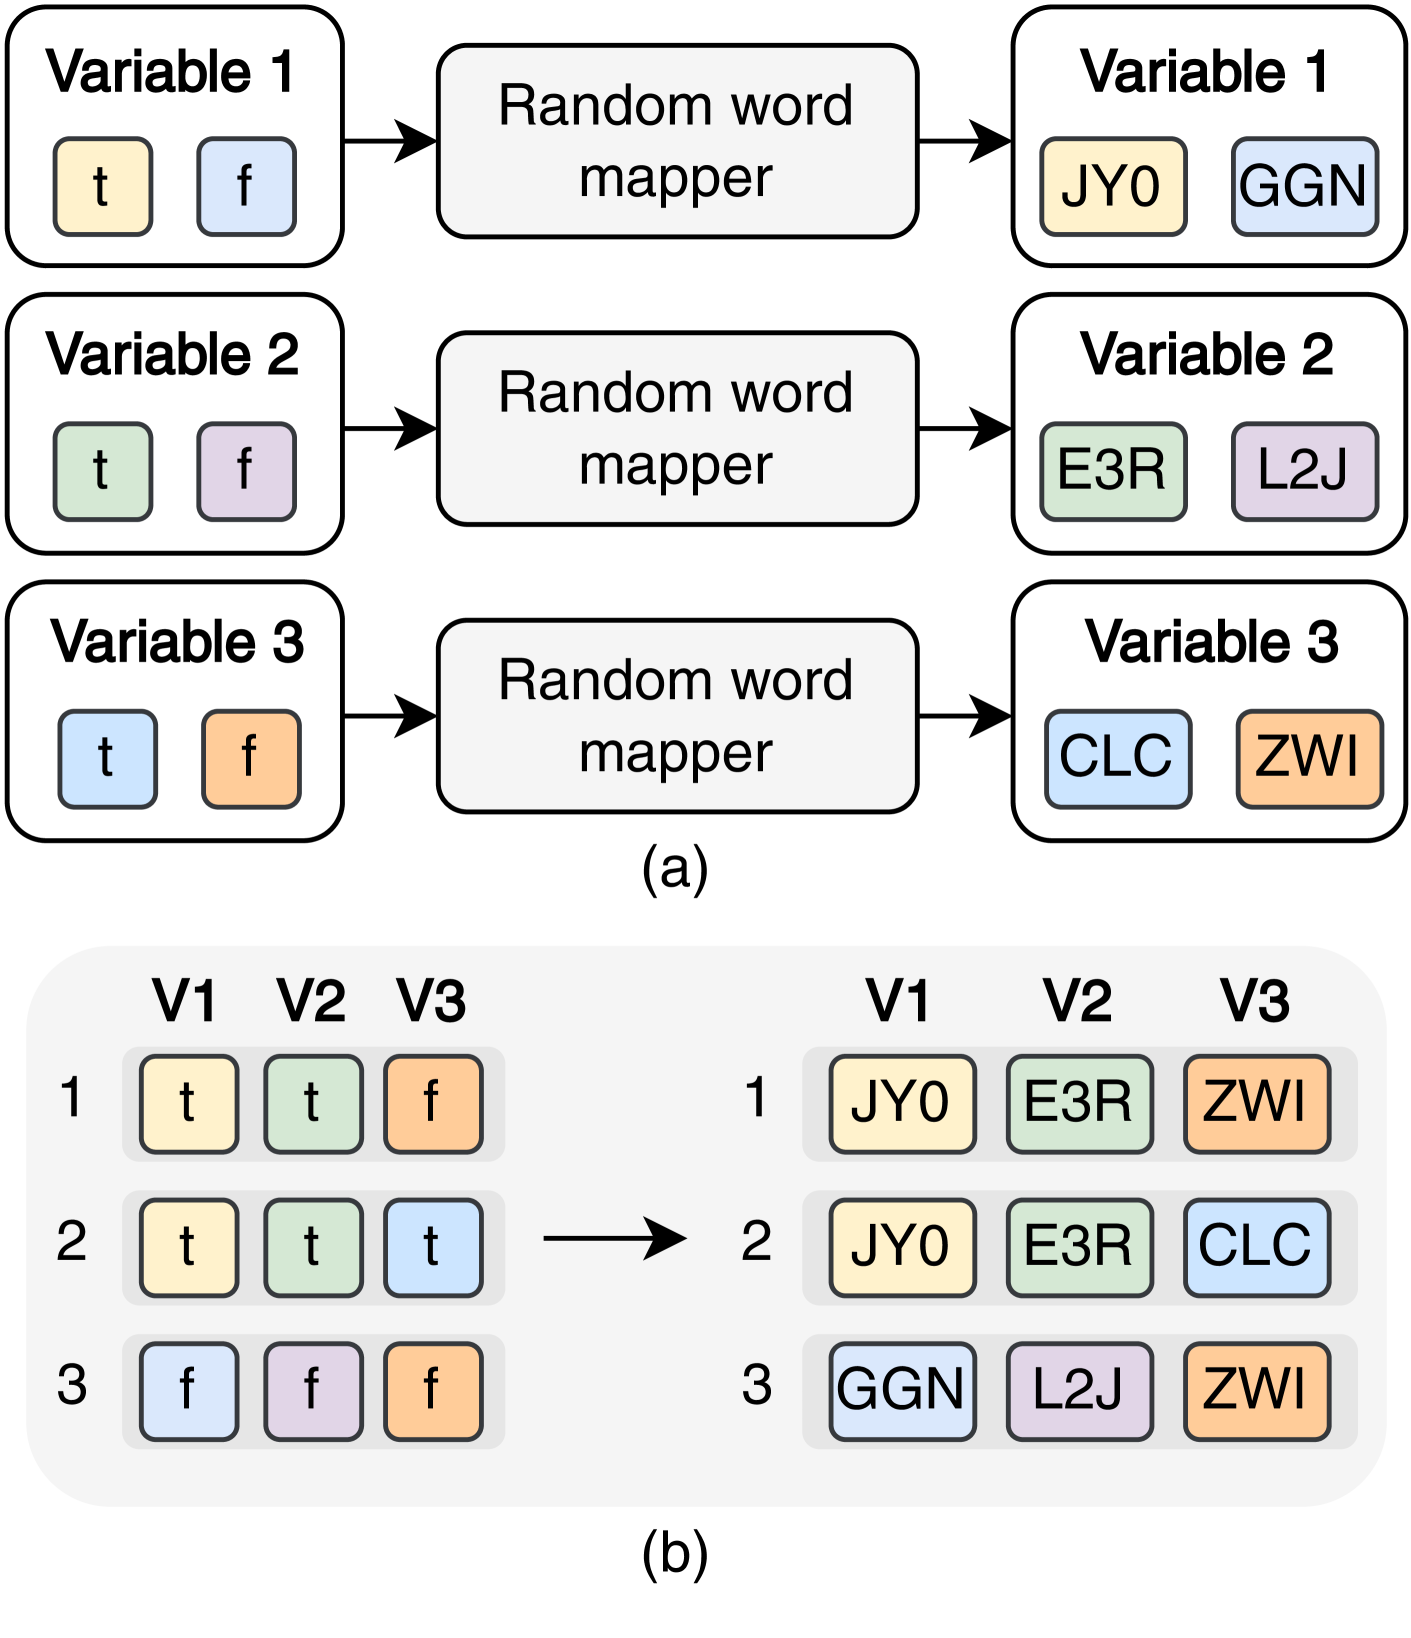 Variable 1
t f
Random word
mapper
Variable 1
JY0 GGN
Variable 2
t f
Random word
mapper
Variable 2
E3R L2J
Variable 3
t f
Random word
mapper
Variable 3
CLC ZWI
(a)
V1 V2 V3
1 t t f
2 t t t
3 f f f
V1 V2 V3
1 JY0 E3R ZWI
2 JY0 E3R CLC
3 GGN L2J ZWI
(b)